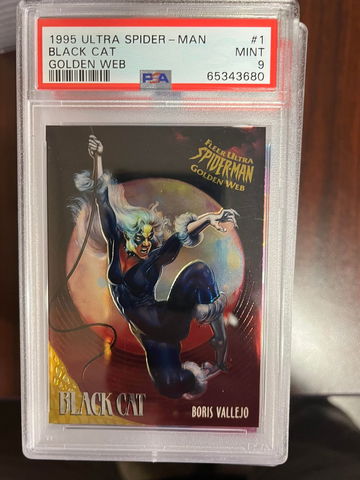 1995 ULTRA SPIDER-MAN #1
BLACK CAT MINT
GOLDEN WEB 9
PSA 65343680
FLEER ULTRA
SPIDER-MAN
GOLDEN WEB
BLACK CAT
BORIS VALLEJO
PSA